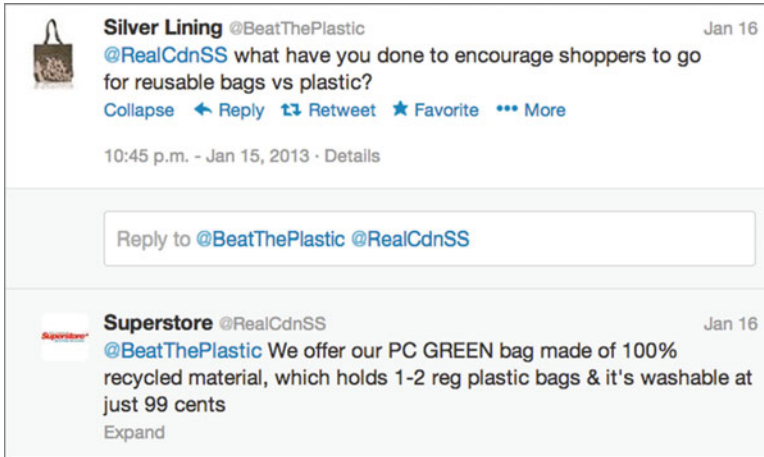 Silver Lining @BeatThePlastic Jan 16
@RealCdnSS what have you done to encourage shoppers to go
for reusable bags vs plastic?
Collapse Reply Retweet Favorite ••• More
10:45 p.m. - Jan 15, 2013 · Details
Reply to @BeatThePlastic @RealCdnSS
Superstore
Superstore @RealCdnSS Jan 16
@BeatThePlastic We offer our PC GREEN bag made of 100%
recycled material, which holds 1-2 reg plastic bags & it's washable at
just 99 cents
Expand